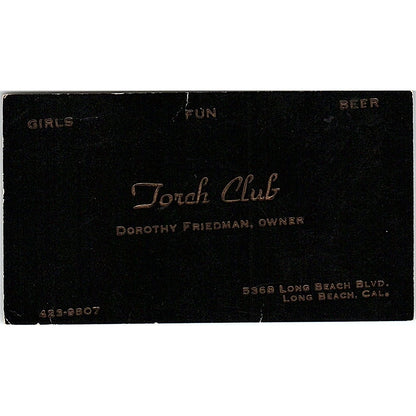 GIRLS FUN BEER
Torch Club
DOROTHY FRIEDMAN, OWNER
5368 LONG BEACH BLVD.
LONG BEACH, CAL.
423-9807